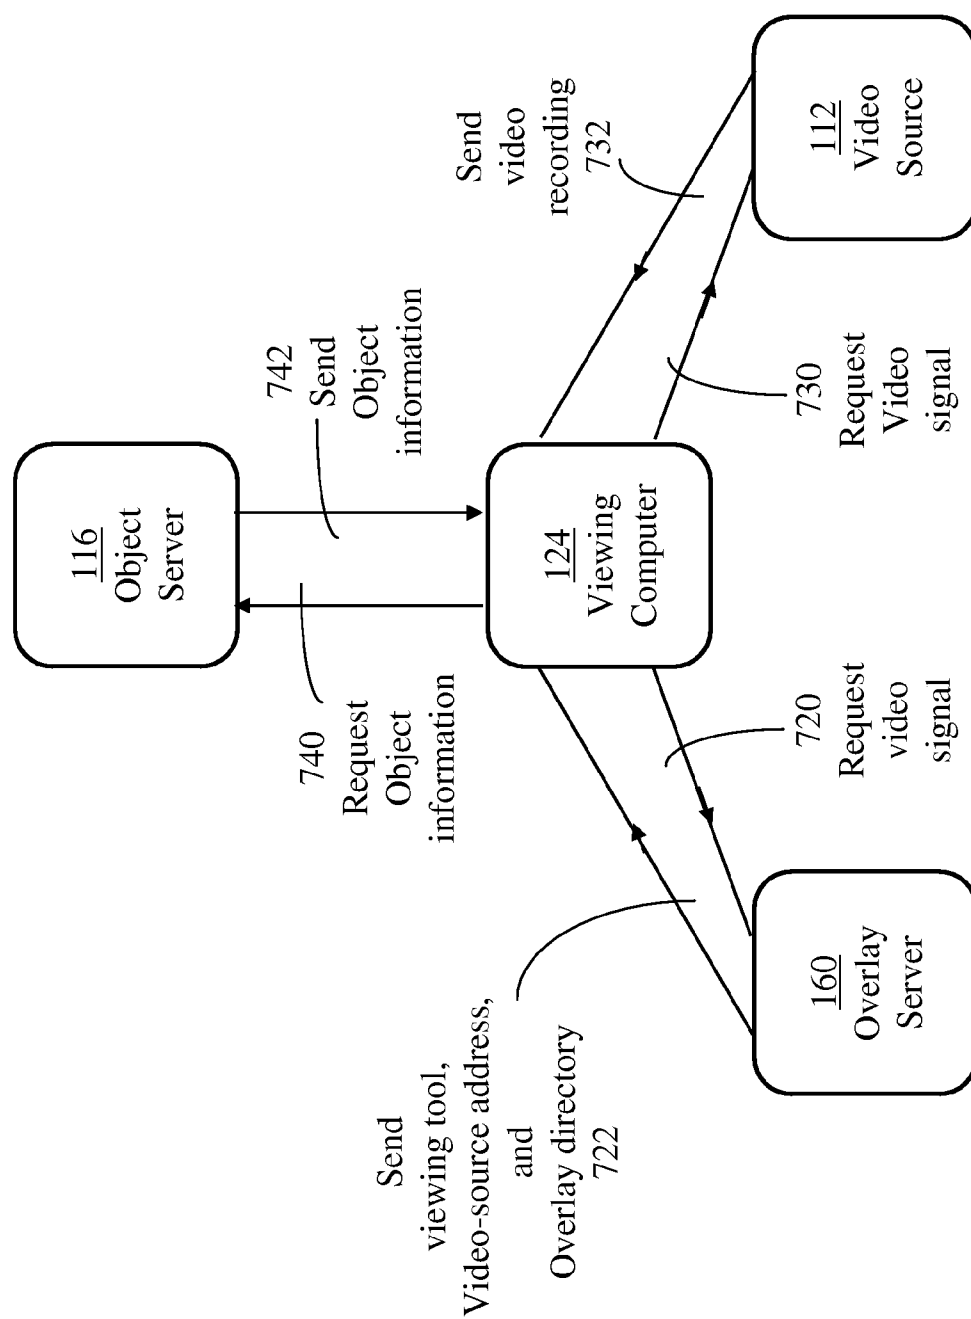 Send
viewing tool,
Video-source address,
and
Overlay directory
722
160
Overlay
Server
740
Request
Object
information
720
Request
video
signal
116
Object
Server
124
Viewing
Computer
742
Send
Object
information
730
Request
Video
signal
Send
video
recording
732
112
Video
Source